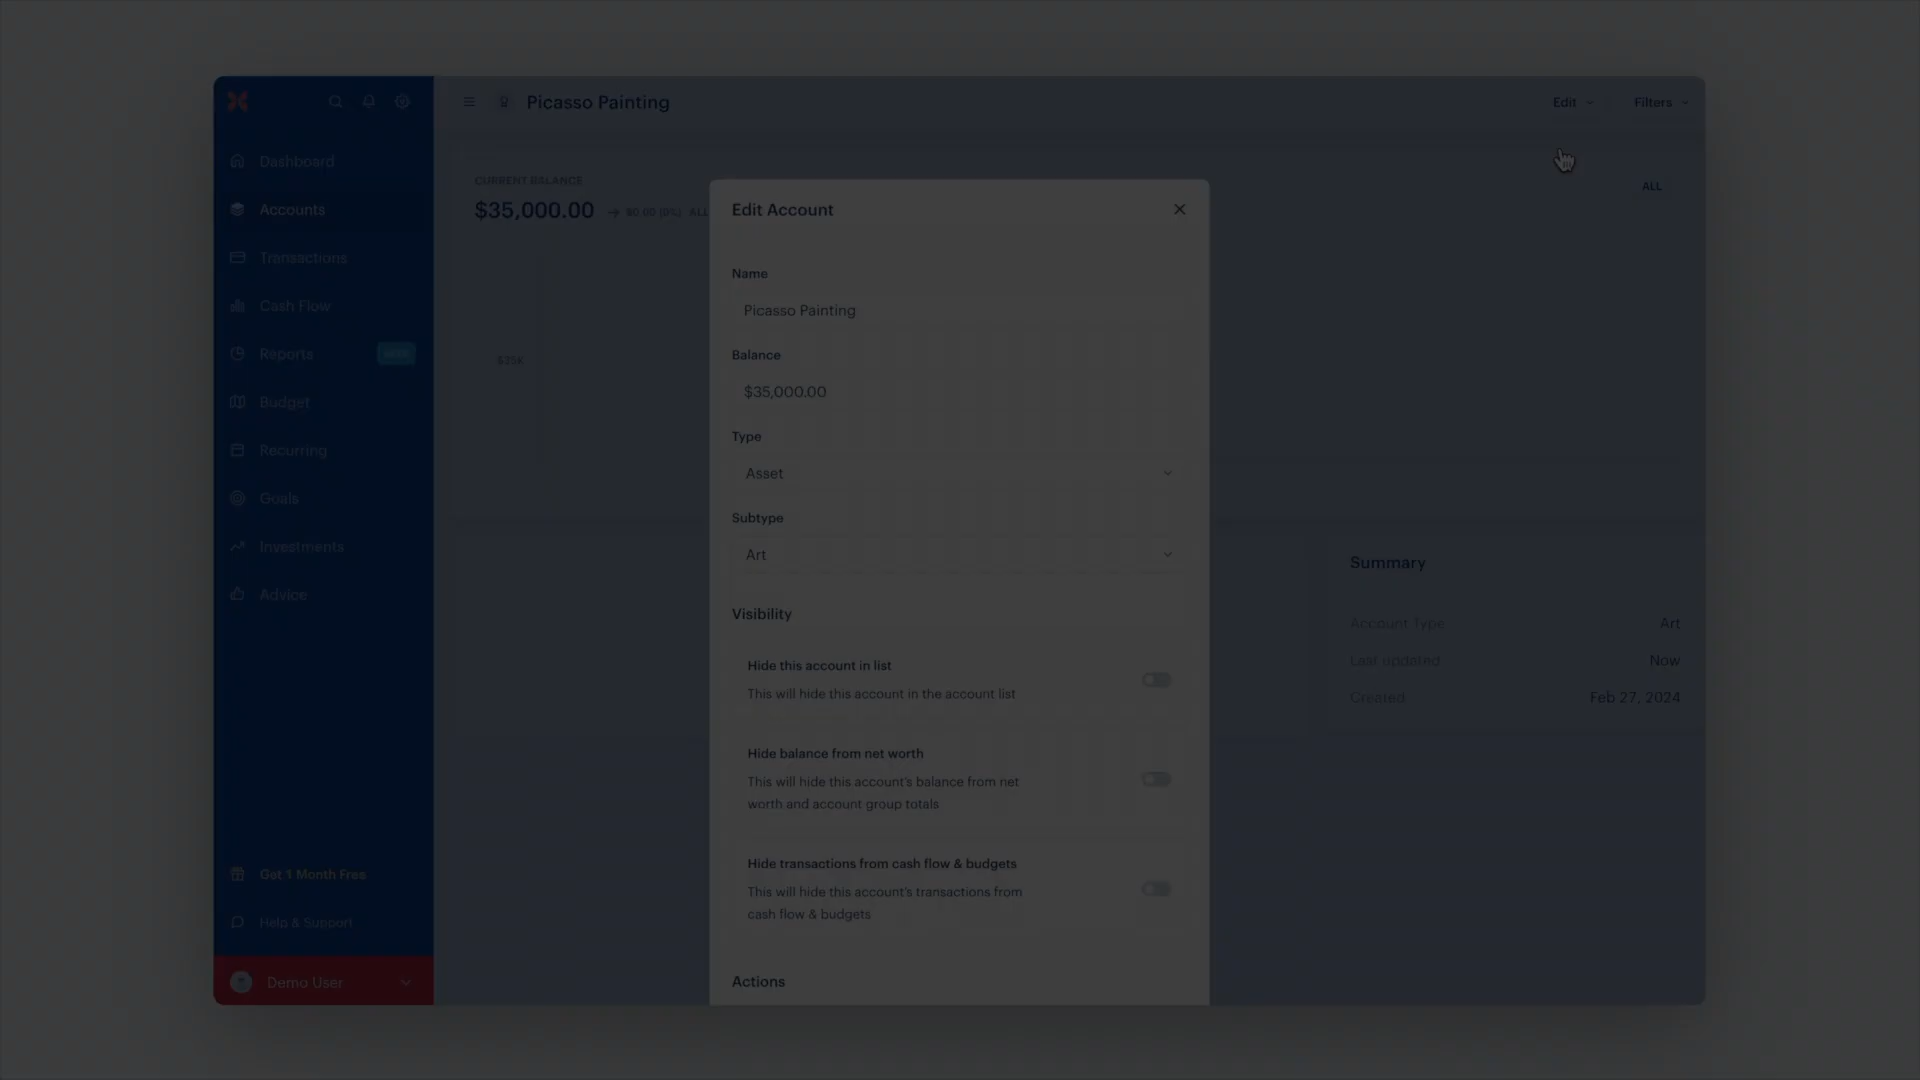 Picasso Painting
Edit
Filters
Dashboard
Accounts
Transactions
Cash Flow
Reports
Budget
Recurring
Goals
Investments
Advice
Get 1 Month Free
Help & Support
Demo User
CURRENT BALANCE
$35,000.00
$0.00 (0%) ALL
ALL
$35K
Edit Account
Name
Picasso Painting
Balance
$35,000.00
Type
Asset
Subtype
Art
Visibility
Hide this account in list
This will hide this account in the account list
Hide balance from net worth
This will hide this account's balance from net
worth and account group totals
Hide transactions from cash flow & budgets
This will hide this account's transactions from
cash flow & budgets
Actions
Summary
Account Type Art
Last updated Now
Created Feb 27, 2024